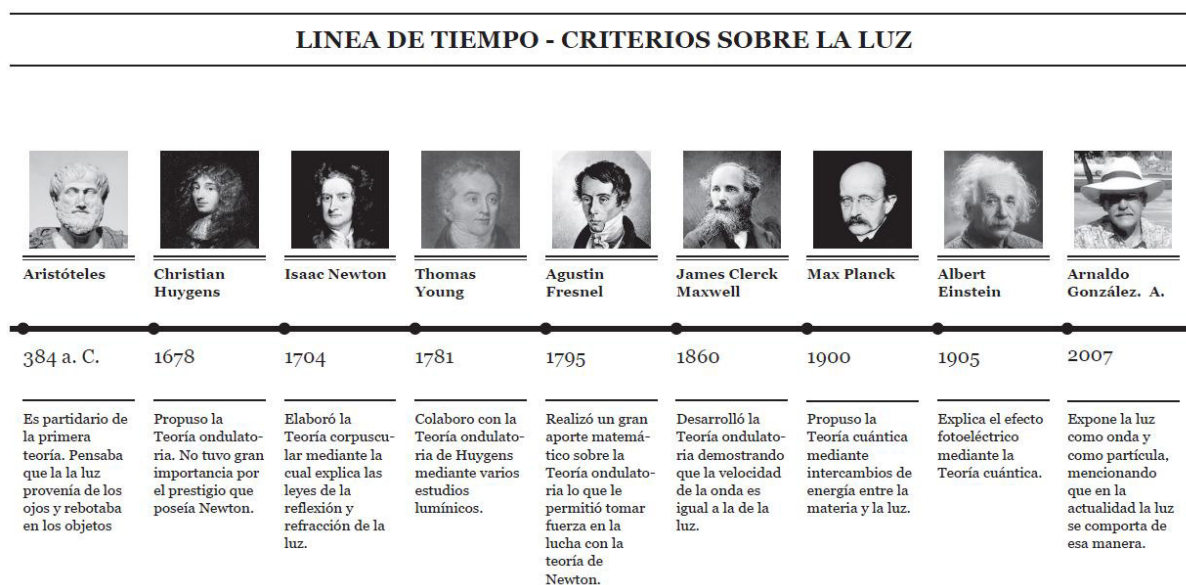 LINEA DE TIEMPO - CRITERIOS SOBRE LA LUZ
Aristóteles
Christian
Huygens
Isaac Newton
Thomas
Young
Agustin
Fresnel
James Clerck
Maxwell
Max Planck
Albert
Einstein
Arnaldo
González. A.
384 a. C.
1678
1704
1781
1795
1860
1900
1905
2007
Es partidario de
la primera
teoría. Pensaba
que la la luz
provenía de los
ojos y rebotaba
en los objetos
Propuso la
Teoría ondulato-
ria. No tuvo gran
importancia por
el prestigio que
poseía Newton.
Elaboró la
Teoría corpuscu-
lar mediante la
cual explica las
leyes de la
reflexión y
refracción de la
luz.
Colaboro con la
Teoría ondulato-
ria de Huygens
mediante varios
estudios
lumínicos.
Realizó un gran
aporte matemá-
tico sobre la
Teoría ondulato-
ria lo que le
permitió tomar
fuerza en la
lucha con la
teoría de
Newton.
Desarrolló la
Teoría ondulato-
ria demostrando
que la velocidad
de la onda es
igual a la de la
luz.
Propuso la
Teoría cuántica
mediante
intercambios de
energía entre la
materia y la luz.
Explica el efecto
fotoeléctrico
mediante la
Teoría cuántica.
Expone la luz
como onda y
como partícula,
mencionando
que en la
actualidad la luz
se comporta de
esa manera.